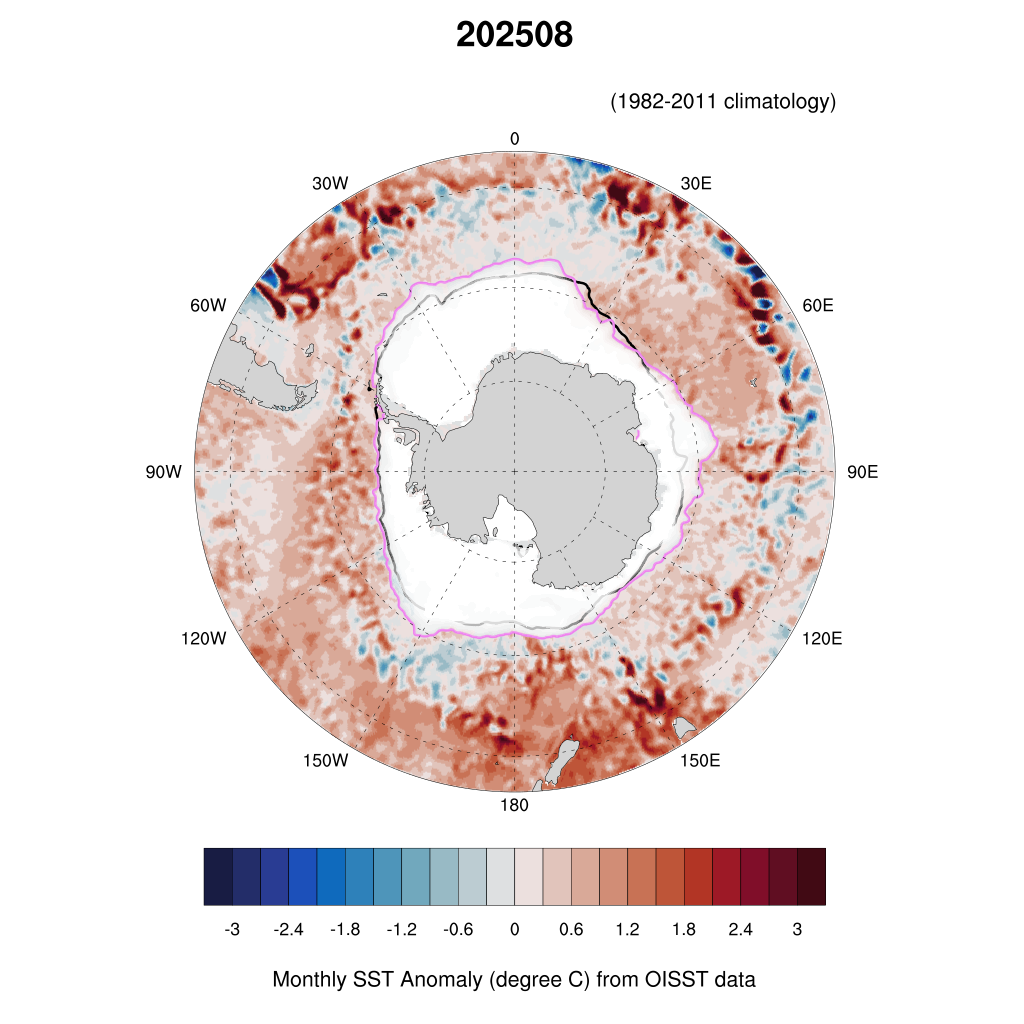 202508
(1982-2011 climatology)
0
30W
30E
60W
60E
90W
90E
120W
120E
150W
150E
180
-3 -2.4 -1.8 -1.2 -0.6 0 0.6 1.2 1.8 2.4 3
Monthly SST Anomaly (degree C) from OISST data